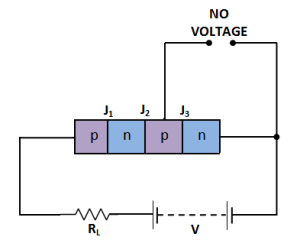 NO
VOLTAGE
J1 J2 J3
p n p n
RL V